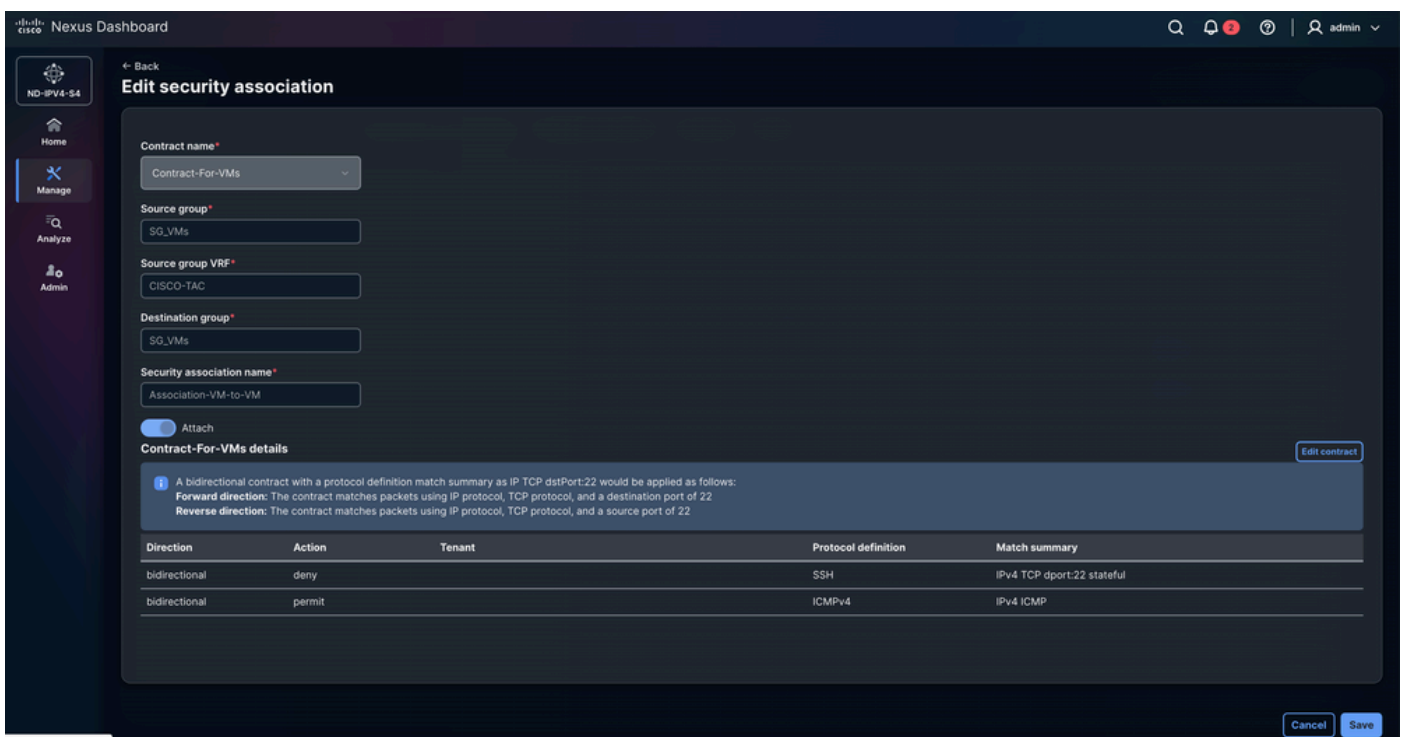 cisco Nexus Dashboard
2
admin
ND-IPV4-S4
Home
Manage
Analyze
Admin
← Back
Edit security association
Contract name*
Contract-For-VMs
Source group*
SG_VMs
Source group VRF*
CISCO-TAC
Destination group*
SG_VMs
Security association name*
Association-VM-to-VM
Attach
Contract-For-VMs details
Edit contract
A bidirectional contract with a protocol definition match summary as IP TCP dstPort:22 would be applied as follows:
Forward direction: The contract matches packets using IP protocol, TCP protocol, and a destination port of 22
Reverse direction: The contract matches packets using IP protocol, TCP protocol, and a source port of 22
Direction Action Tenant Protocol definition Match summary
bidirectional deny SSH IPv4 TCP dport:22 stateful
bidirectional permit ICMPv4 IPv4 ICMP
Cancel Save